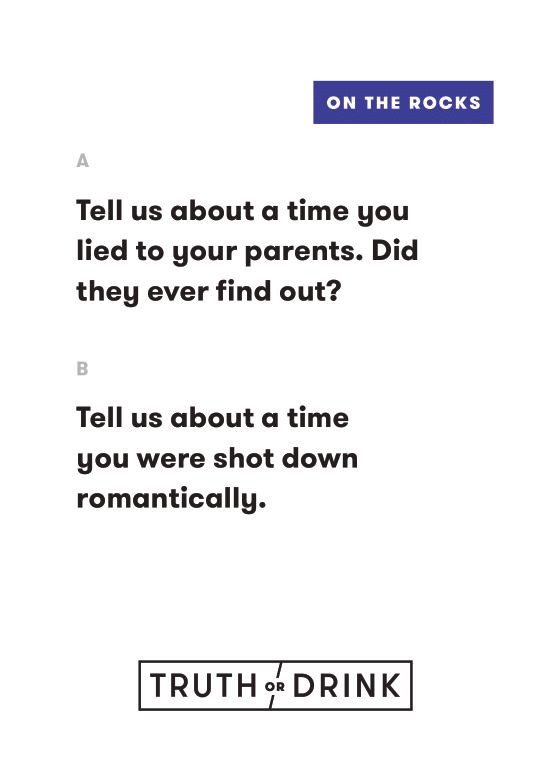 ON THE ROCKS
A
Tell us about a time you
lied to your parents. Did
they ever find out?
B
Tell us about a time
you were shot down
romantically.
TRUTH OR DRINK